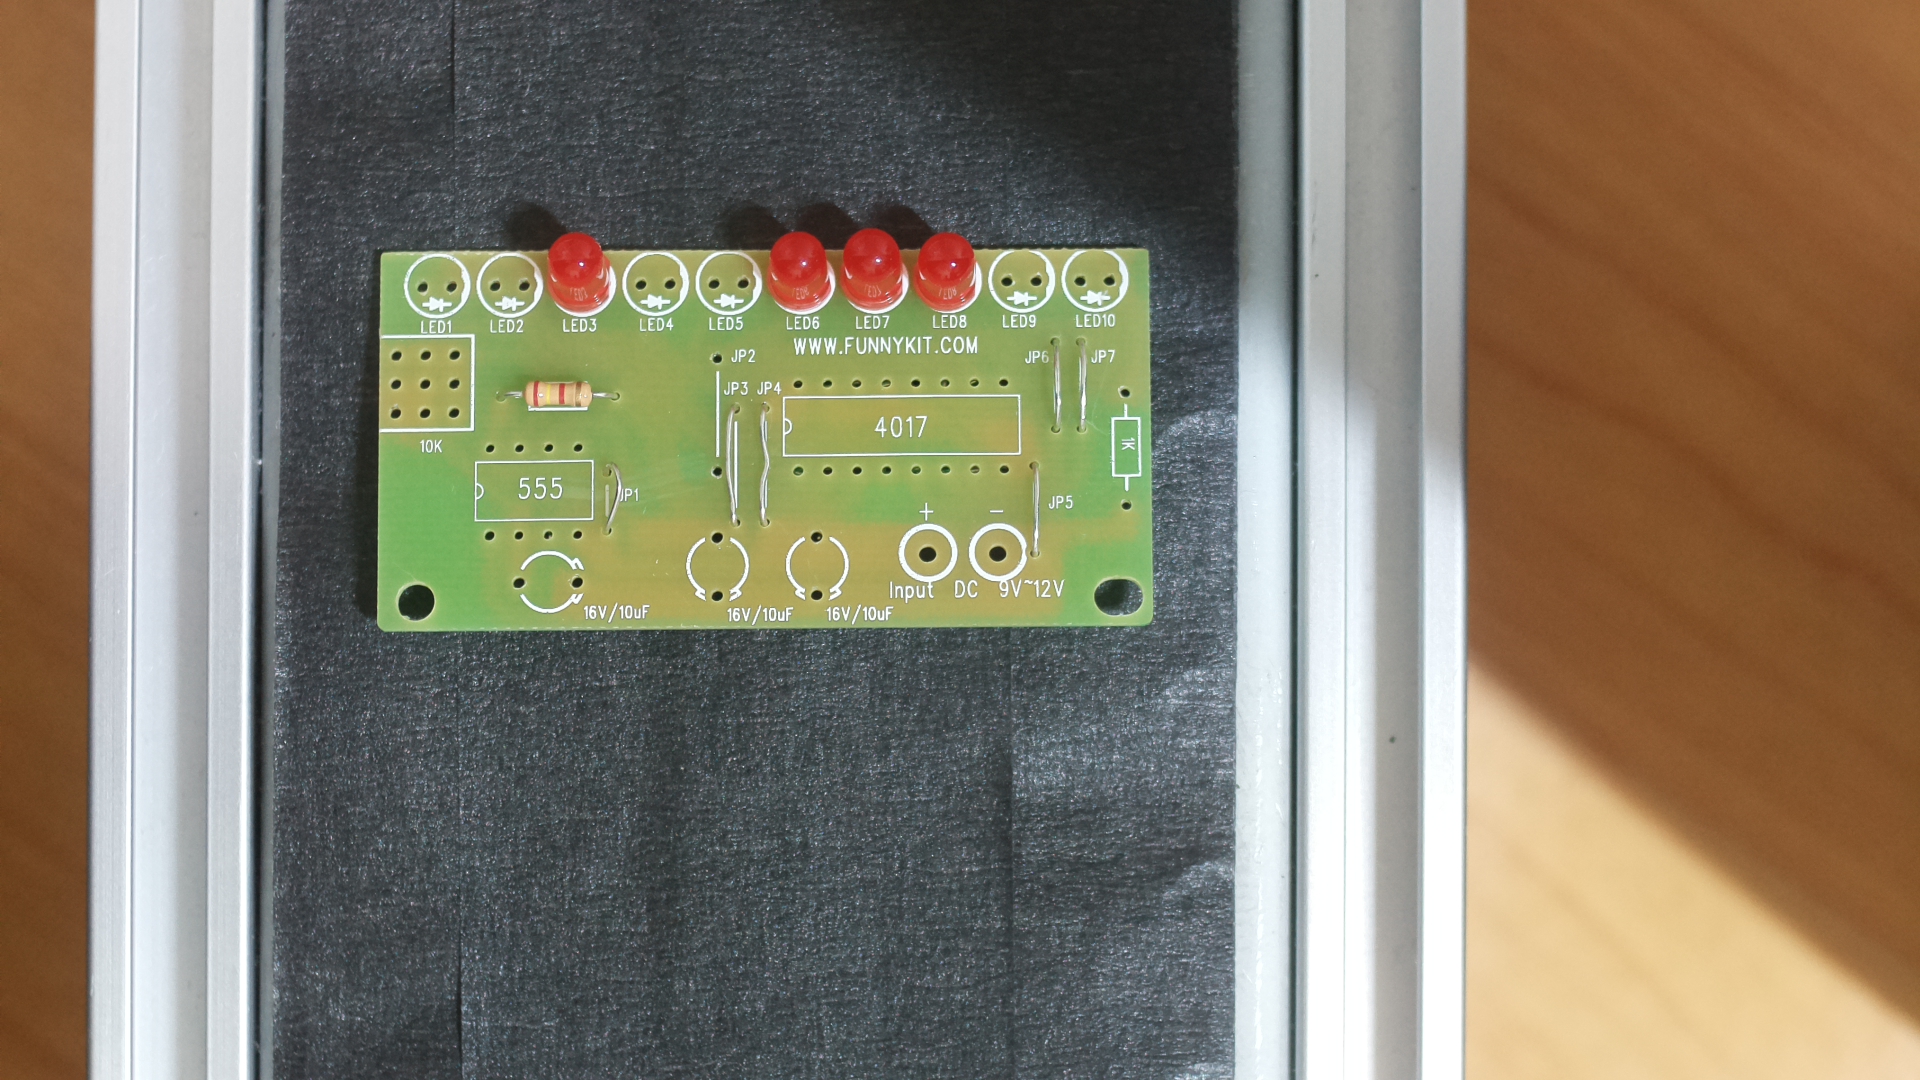 LED1 LED2 LED3 LED4 LED5 LED6 LED7 LED8 LED9 LED10
WWW.FUNNYKIT.COM
JP2 JP6 JP7
JP3 JP4
4017
10K
1K
555
JP1
JP5
+ −
Input DC 9V~12V
16V/10uF 16V/10uF 16V/10uF